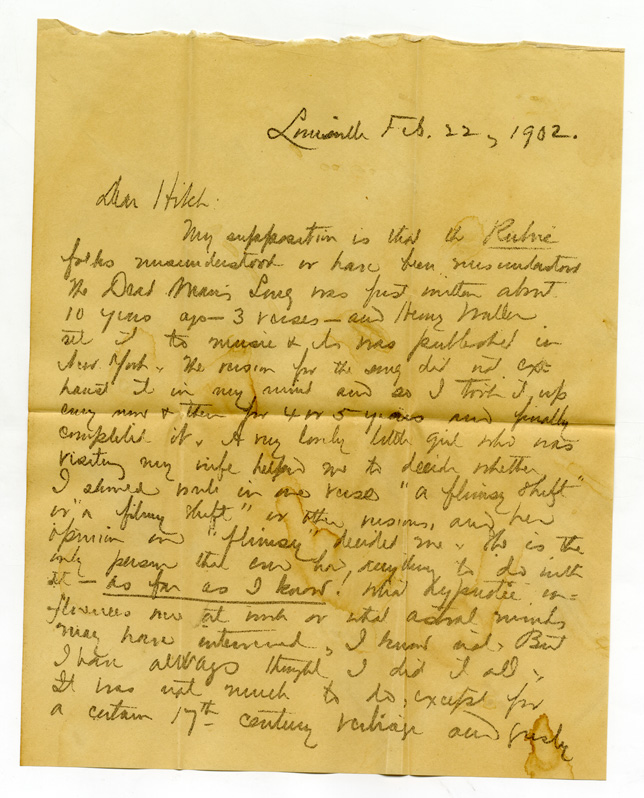 Louisville Feb. 22, 1902.
Dear Hitch
My supposition is that the Rubric
folks misunderstood or have been misunderstood
The Dead Men's Song was first written about
10 years ago - 3 verses - and Henry Waller
set it to music & it was published in
New York. The version for the song did not ex-
haust it in my mind and so I took it up
every now & then for 4 or 5 years and finally
completed it. A very lovely little girl who was
visiting my wife helped me to decide whether
I should write in one verse "a flimsy shift"
or "a filmy shift" or other versions, and her
opinion on "flimsy" decided me. She is the
only person that ever had anything to do with
it - as far as I know! What hypnotic in-
fluences were at work or what astral minds
may have intervened, I know not. But
I have always thought I did it all.
It was not much to do, except for
a certain 17th century verbiage and grisly